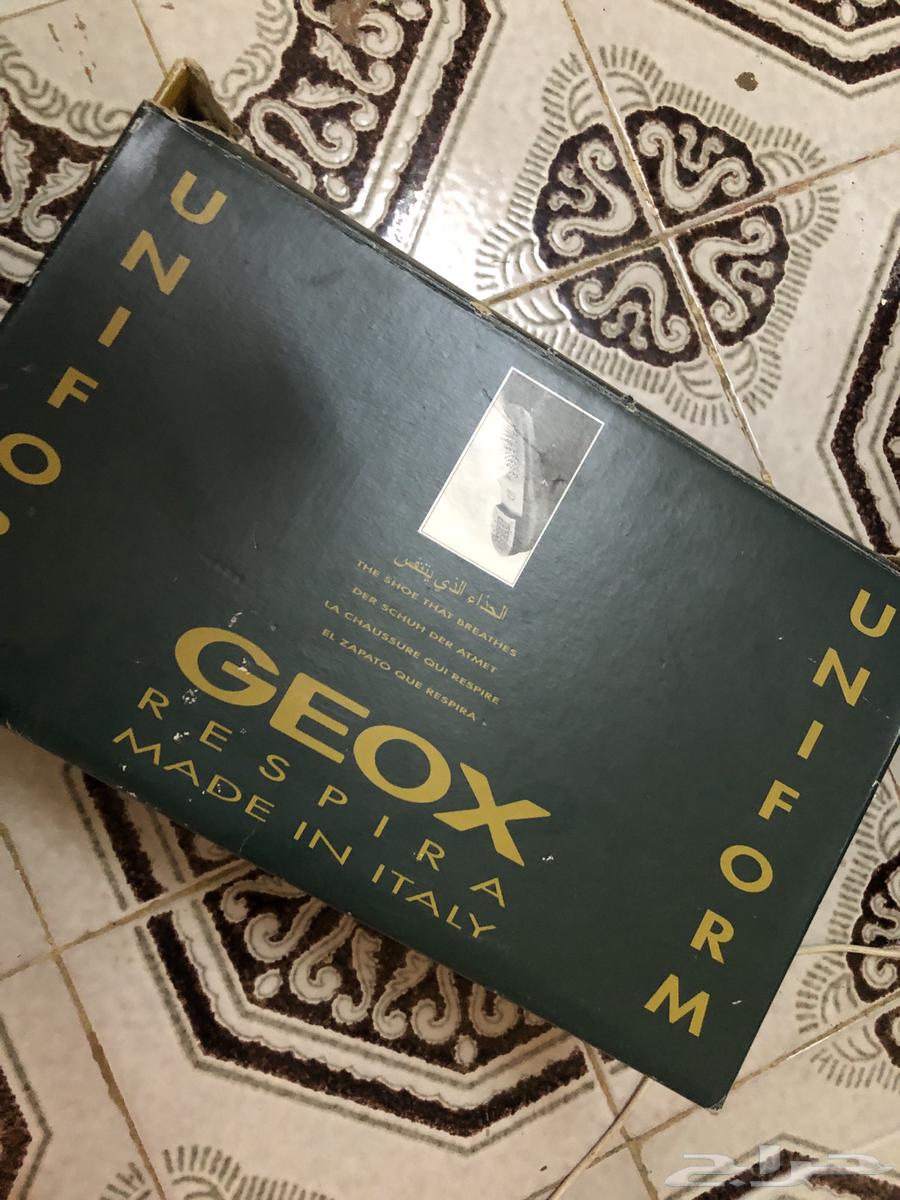 UNIFO
الحذاء الذي يتنفس
THE SHOE THAT BREATHES
DER SCHUH DER ATMET
LA CHAUSSURE QUI RESPIRE
EL ZAPATO QUE RESPIRA
GEOX
RESPIRA
MADE IN ITALY
UNIFORM
حراج